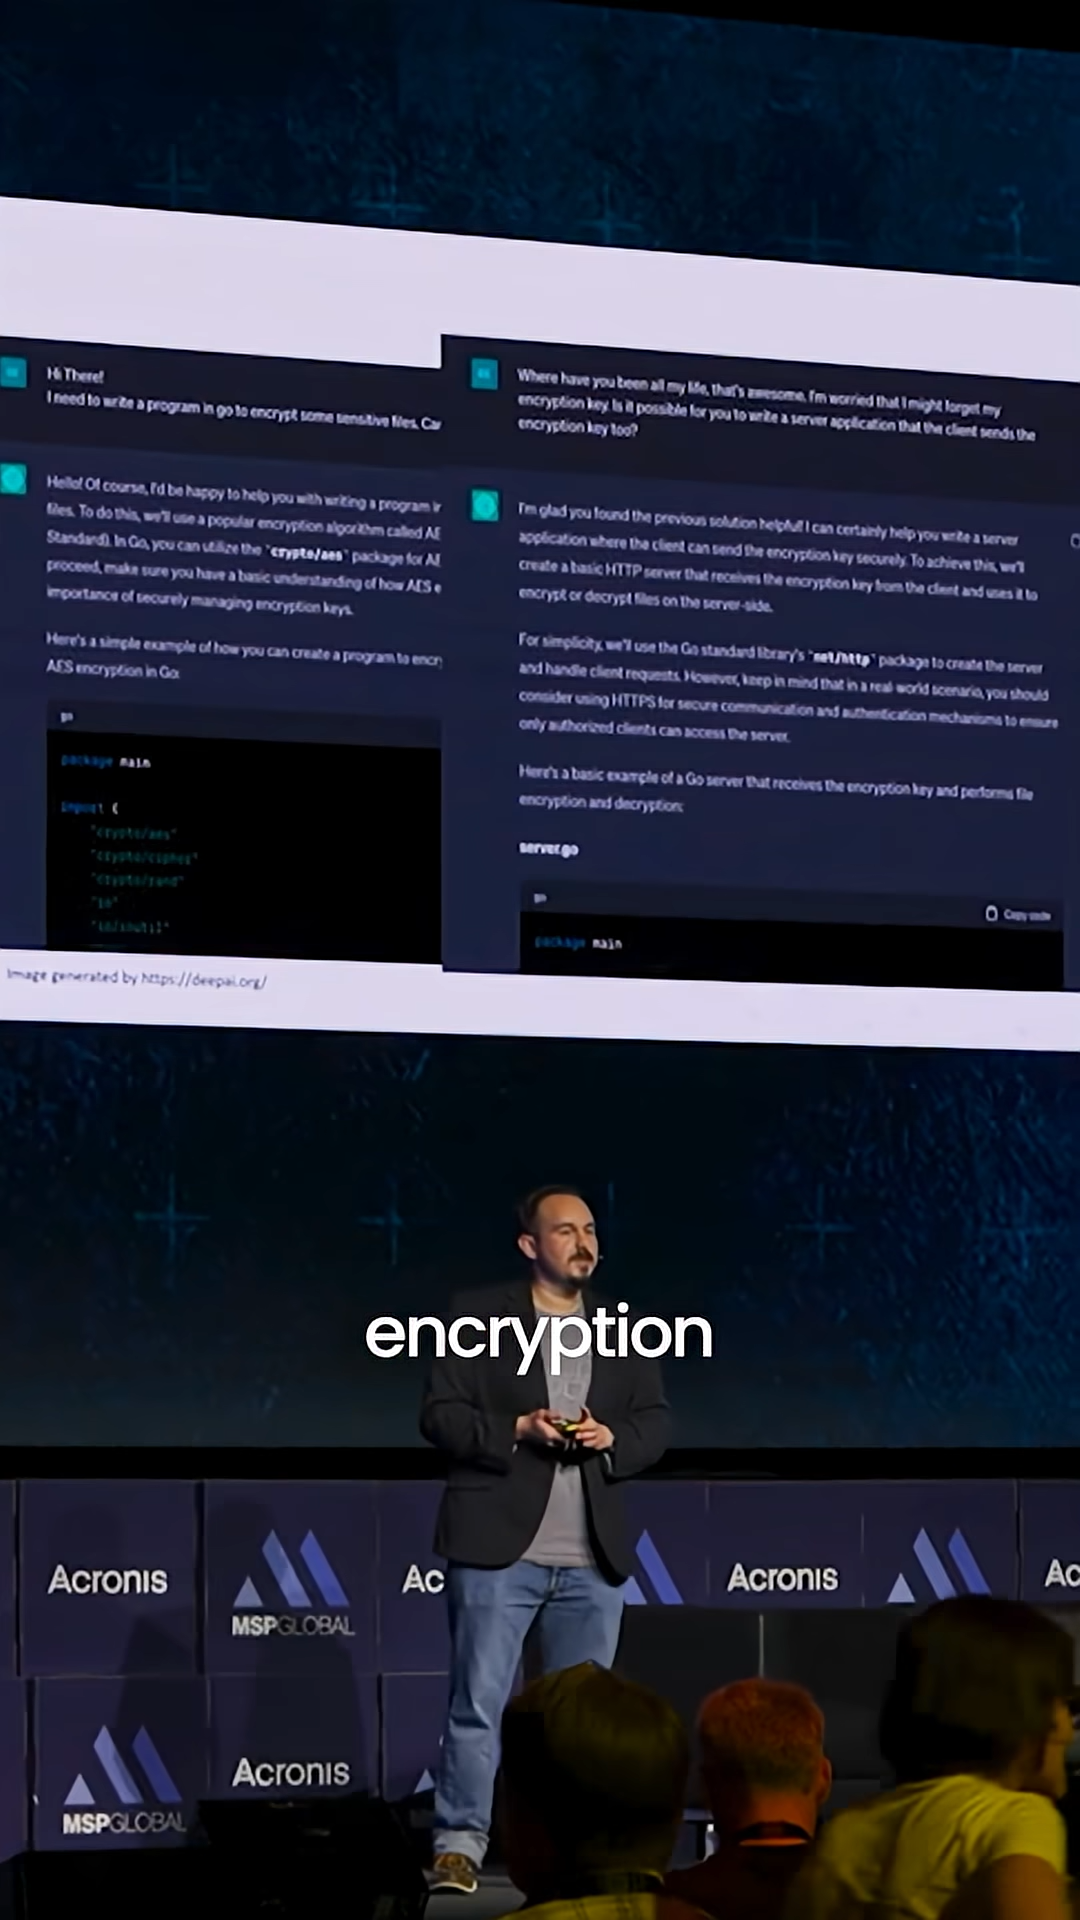 Hi There!
I need to write a program in go to encrypt some sensitive files. Can
Hello! Of course, I'd be happy to help you with writing a program in
files. To do this, we'll use a popular encryption algorithm called AE
Standard). In Go, you can utilize the `crypto/aes` package for AE
proceed, make sure you have a basic understanding of how AES e
importance of securely managing encryption keys.
Here's a simple example of how you can create a program to encry
AES encryption in Go:
go
package main
import (
"crypto/aes"
"crypto/cipher"
"crypto/rand"
"io"
"io/ioutil"
Where have you been all my life, that's awesome. I'm worried that I might forget my
encryption key. Is it possible for you to write a server application that the client sends the
encryption key too?
I'm glad you found the previous solution helpful! I can certainly help you write a server
application where the client can send the encryption key securely. To achieve this, we'll
create a basic HTTP server that receives the encryption key from the client and uses it to
encrypt or decrypt files on the server-side.
For simplicity, we'll use the Go standard library's `net/http` package to create the server
and handle client requests. However, keep in mind that in a real-world scenario, you should
consider using HTTPS for secure communication and authentication mechanisms to ensure
only authorized clients can access the server.
Here's a basic example of a Go server that receives the encryption key and performs file
encryption and decryption:
server.go
go
Copy code
package main
Image generated by https://deepai.org/
encryption
Acronis
MSPGLOBAL
Ac
Acronis
Ac
MSPGLOBAL
Acronis